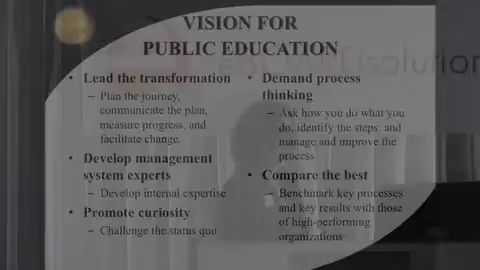 VISION FOR
PUBLIC EDUCATION
• Lead the transformation
– Plan the journey,
communicate the plan,
measure progress, and
facilitate change.
• Develop management
system experts
– Develop internal expertise
• Promote curiosity
– Challenge the status quo
• Demand process
thinking
– Ask how you do what you
do, identify the steps, and
manage and improve the
process
• Compare the best
– Benchmark key processes
and key results with those
of high-performing
organizations